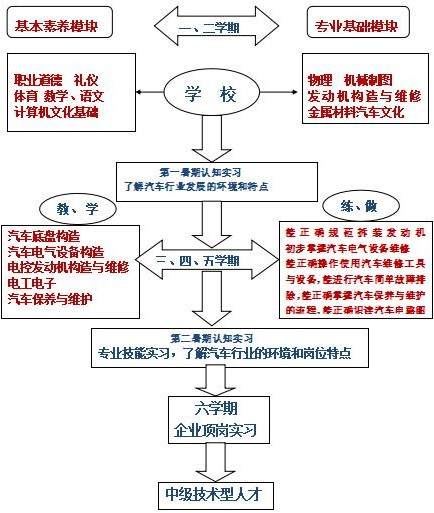 基本素养模块
一、二学期
专业基础模块
职业道德 礼仪
体育 数学、语文
计算机文化基础
学 校
物理 机械制图
发动机构造与维修
金属材料汽车文化
第一暑期认知实习
了解汽车行业发展的环境和特点
教、学
练、做
汽车底盘构造
汽车电气设备构造
电控发动机构造与维修
电工电子
汽车保养与维护
三、四、五学期
能正确规范拆装发动机
初步掌握汽车电气设备维修
能正确操作使用汽车维修工具
与设备，能进行汽车简单故障排
除，能正确掌握汽车保养与维护
的流程，能正确识读汽车电路图
第二暑期认知实习
专业技能实习，了解汽车行业的环境和岗位特点
六学期
企业顶岗实习
中级技术型人才